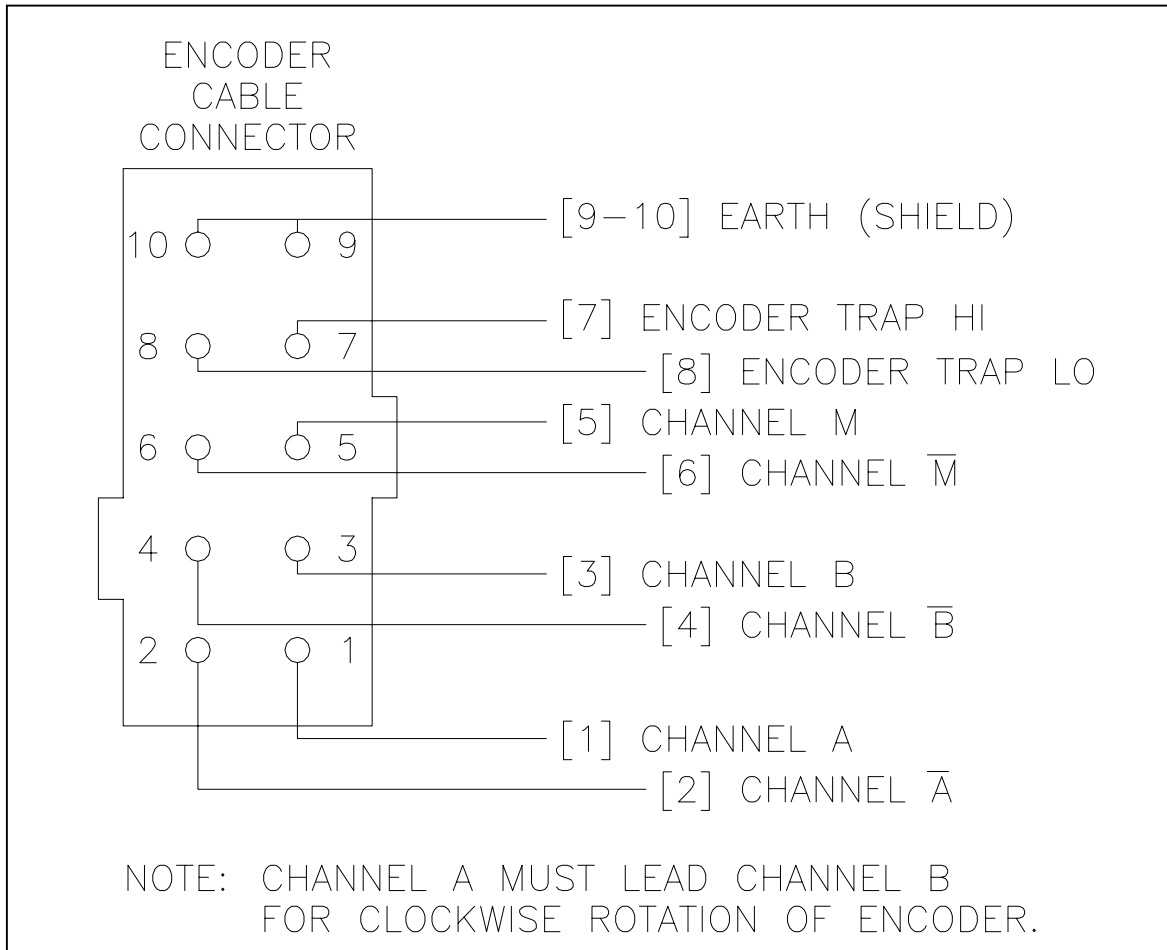 ENCODER
CABLE
CONNECTOR
10 9 [9-10] EARTH (SHIELD)
[7] ENCODER TRAP HI
8 7
[8] ENCODER TRAP LO
[5] CHANNEL M
6 5
[6] CHANNEL M̅
4 3
[3] CHANNEL B
[4] CHANNEL B̅
2 1
[1] CHANNEL A
[2] CHANNEL A̅
NOTE: CHANNEL A MUST LEAD CHANNEL B
FOR CLOCKWISE ROTATION OF ENCODER.